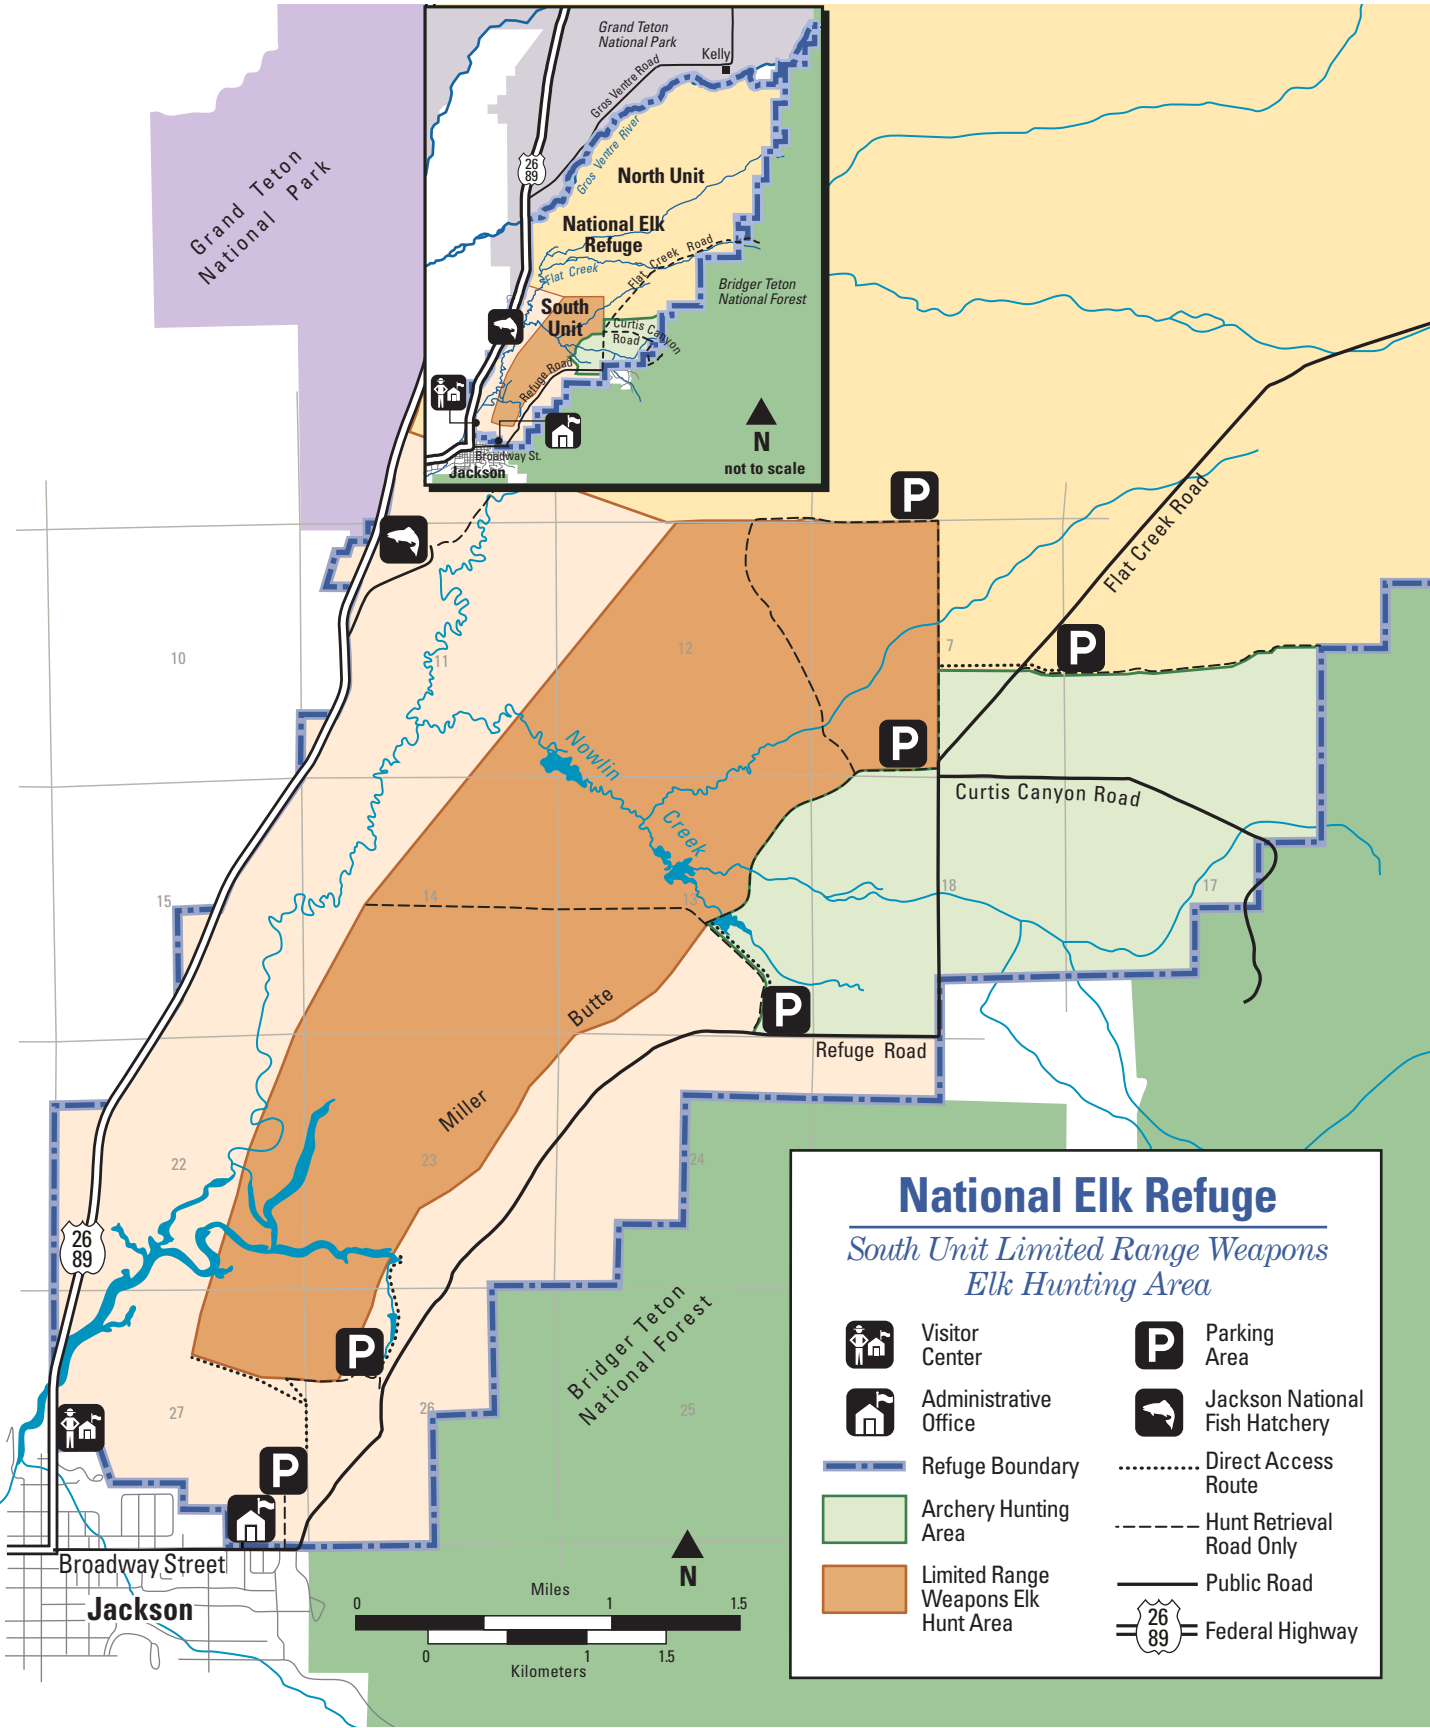 Grand Teton
National Park
Grand Teton
National Park
Kelly
Gros Ventre Road
Gros Ventre River
26
89
North Unit
National Elk
Refuge
Flat Creek Road
Flat Creek
Bridger Teton
National Forest
South
Unit
Curtis Canyon
Road
Refuge Road
N
not to scale
Broadway St.
Jackson
P
Flat Creek Road
10
11
12
7
P
P
Nowlin
Creek
Curtis Canyon Road
15
14
13
18
17
P
Butte
Refuge Road
Miller
22
23
24
26
89
Bridger Teton
National Forest
P
27
26
25
P
Broadway Street
Jackson
N
Miles
0
1
1.5
0
1
1.5
Kilometers
National Elk Refuge
South Unit Limited Range Weapons
Elk Hunting Area
Visitor
Center
P
Parking
Area
Administrative
Office
Jackson National
Fish Hatchery
Refuge Boundary
Direct Access
Route
Archery Hunting
Area
Hunt Retrieval
Road Only
Limited Range
Weapons Elk
Hunt Area
Public Road
26
89
Federal Highway